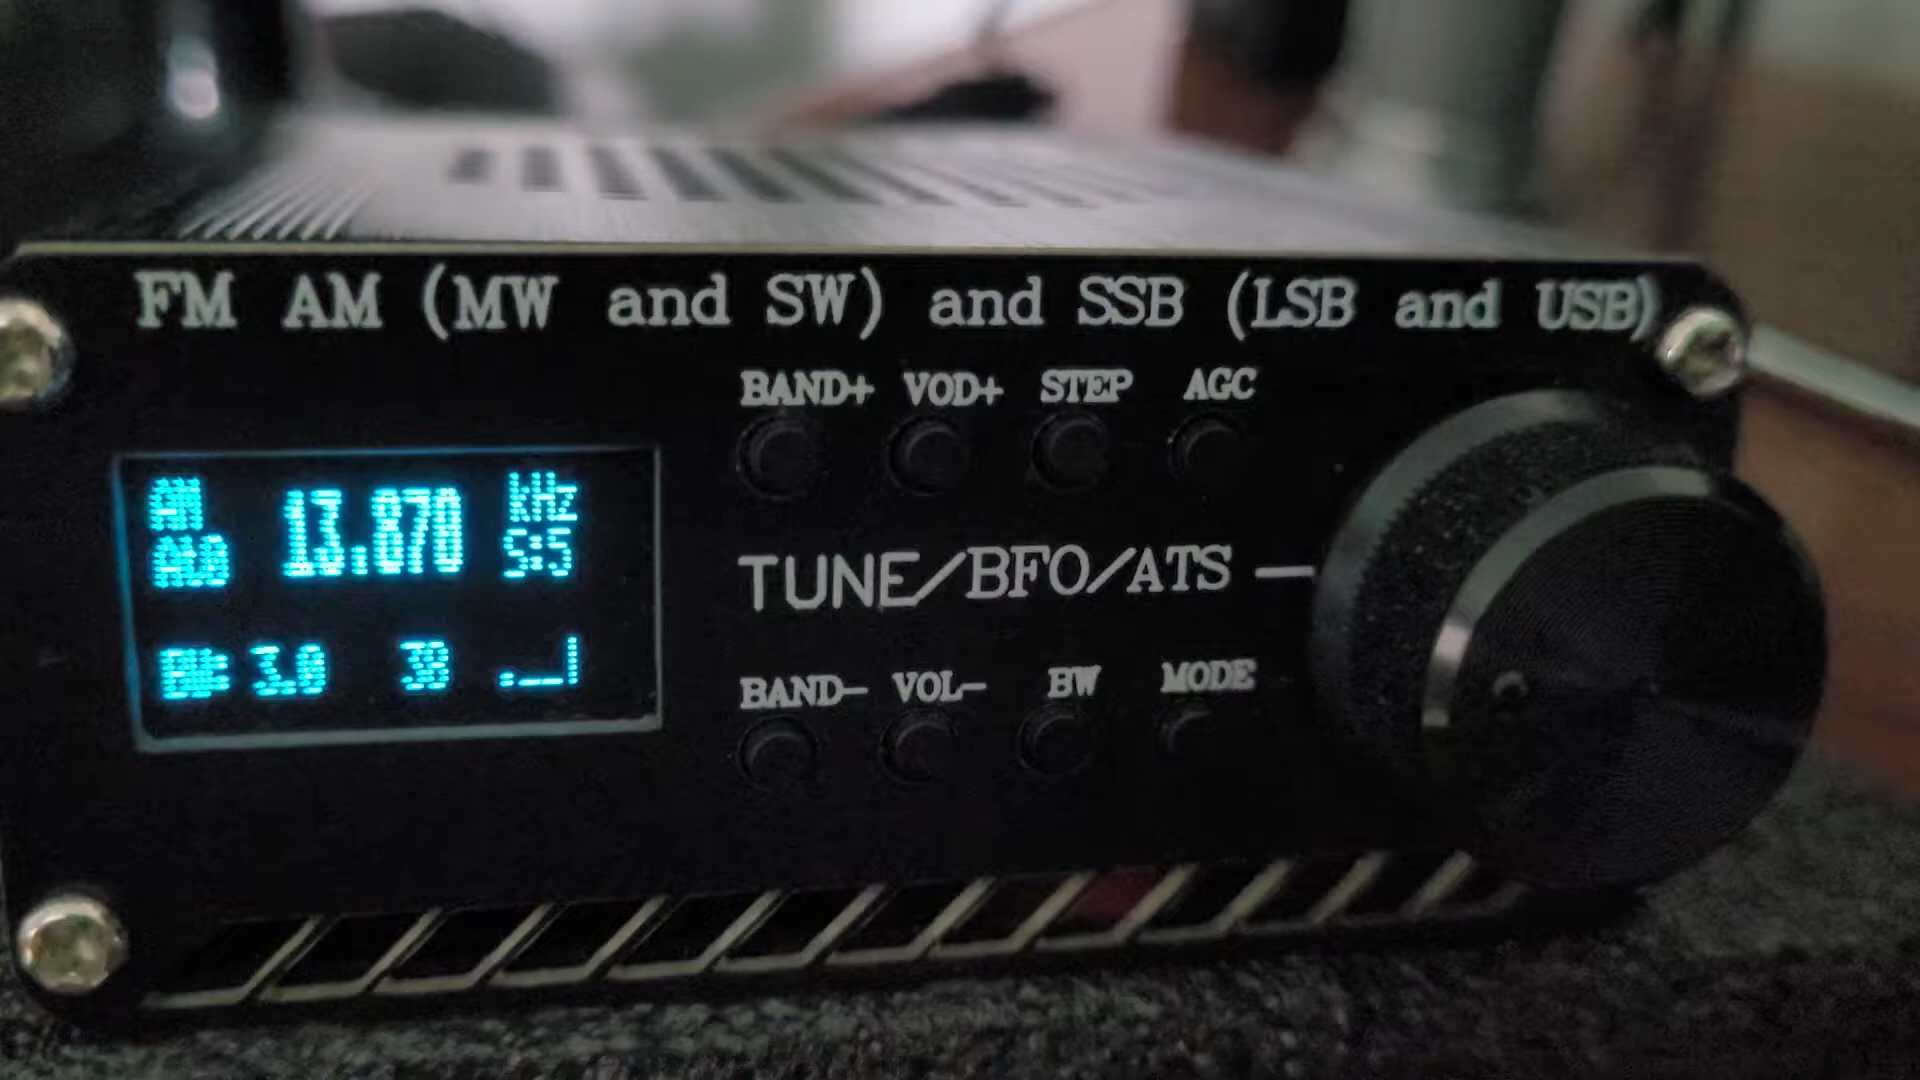 FM AM (MW and SW) and SSB (LSB and USB)
BAND+ VOD+ STEP AGC
AM 13.870 kHz
S:5
TUNE/BFO/ATS
BW: 3.0 38
BAND- VOL- BW MODE